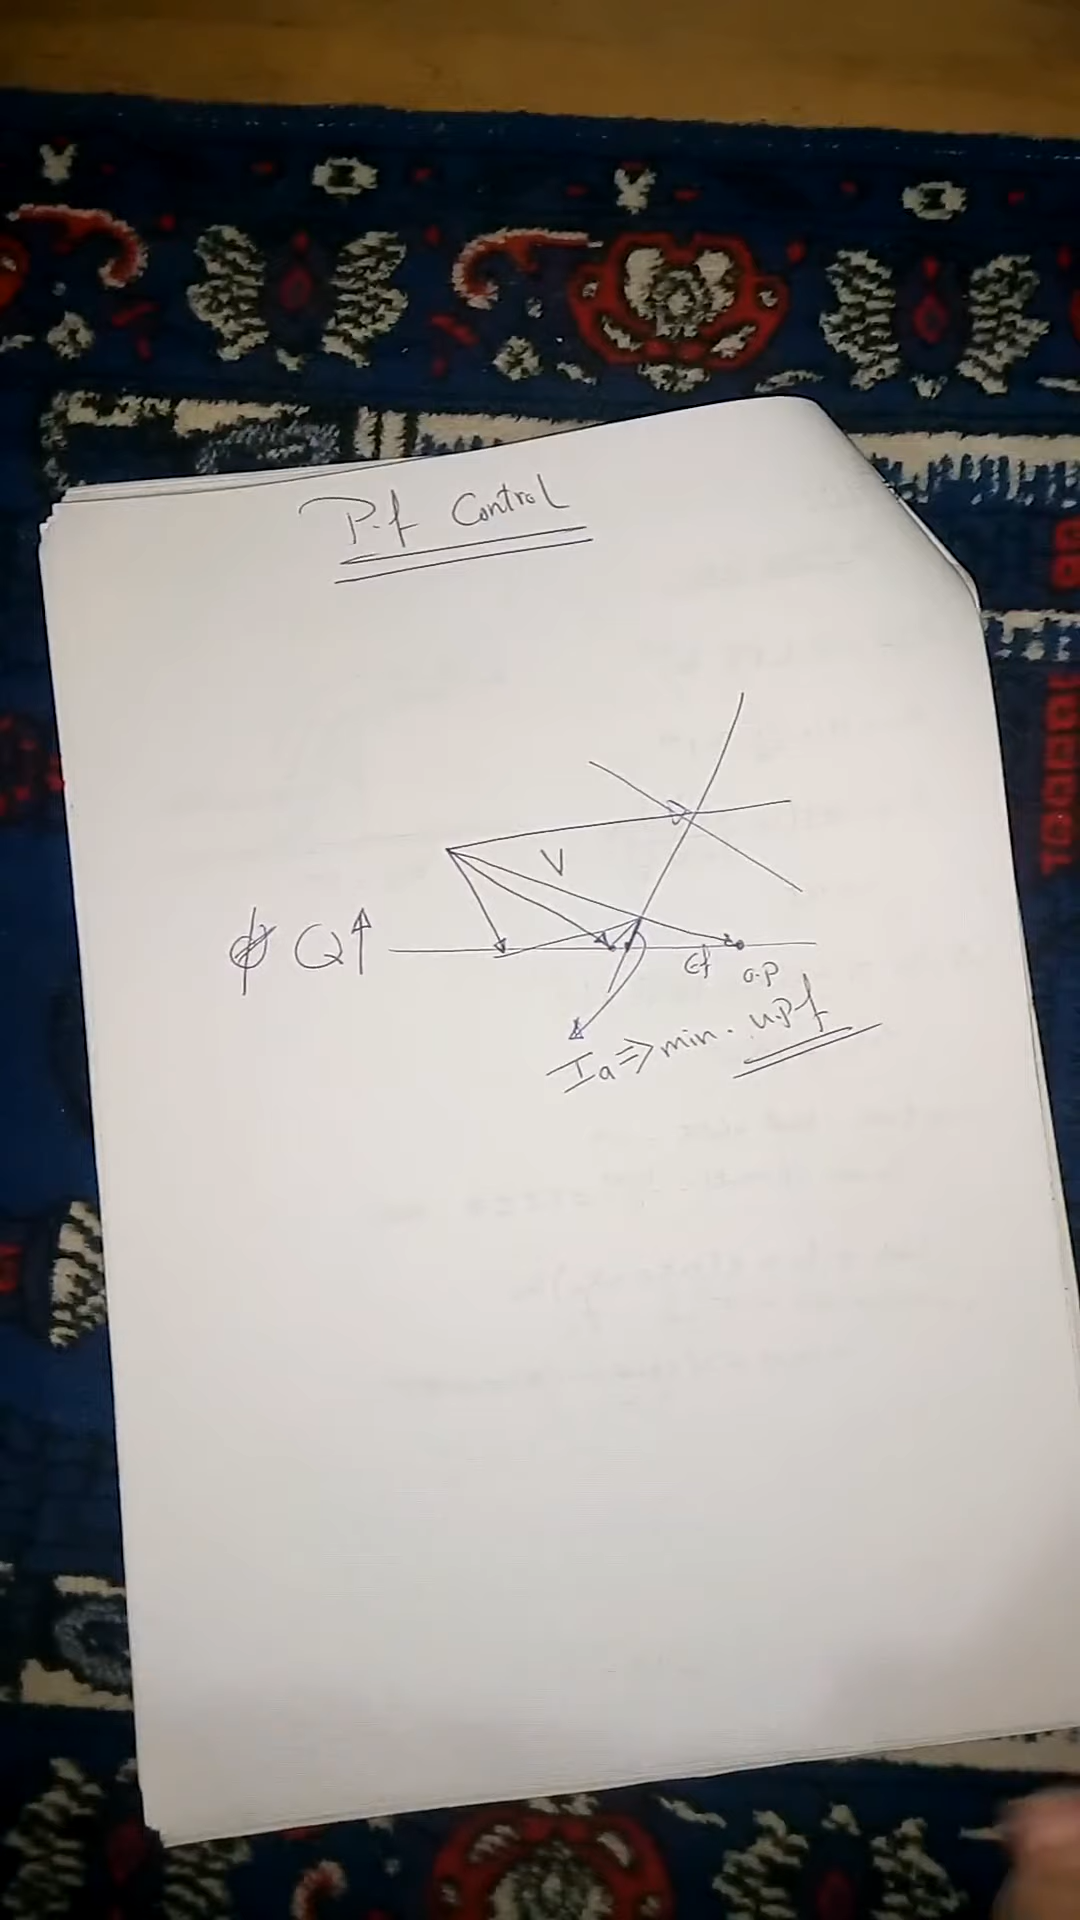 P.f Control
V
Q↑
Ef
o.p
Ia ⇒ min. u.p.f